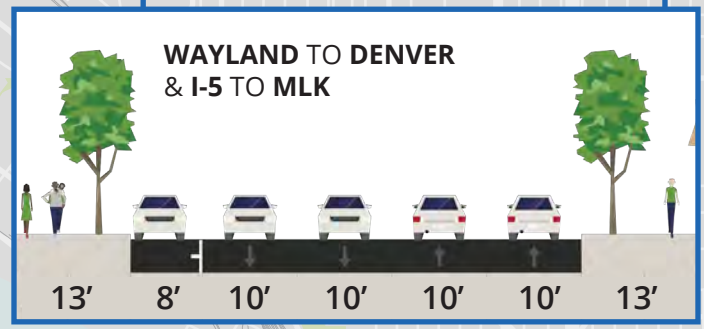 WAYLAND TO DENVER
& I-5 TO MLK
13’ 8’ 10’ 10’ 10’ 10’ 13’